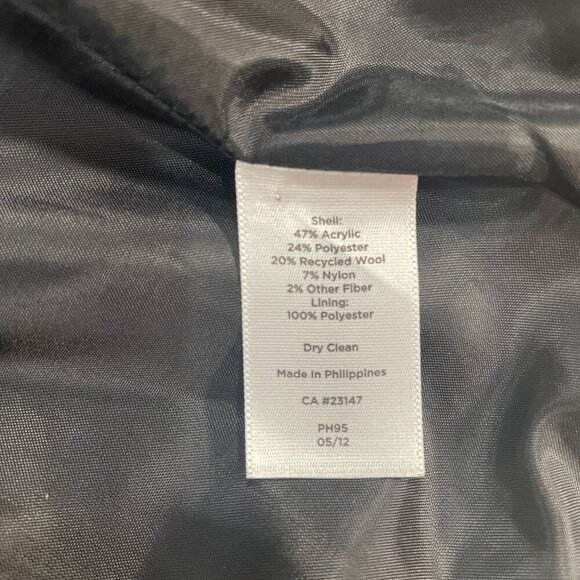 Shell:
47% Acrylic
24% Polyester
20% Recycled Wool
7% Nylon
2% Other Fiber
Lining:
100% Polyester
Dry Clean
Made In Philippines
CA #23147
PH95
05/12